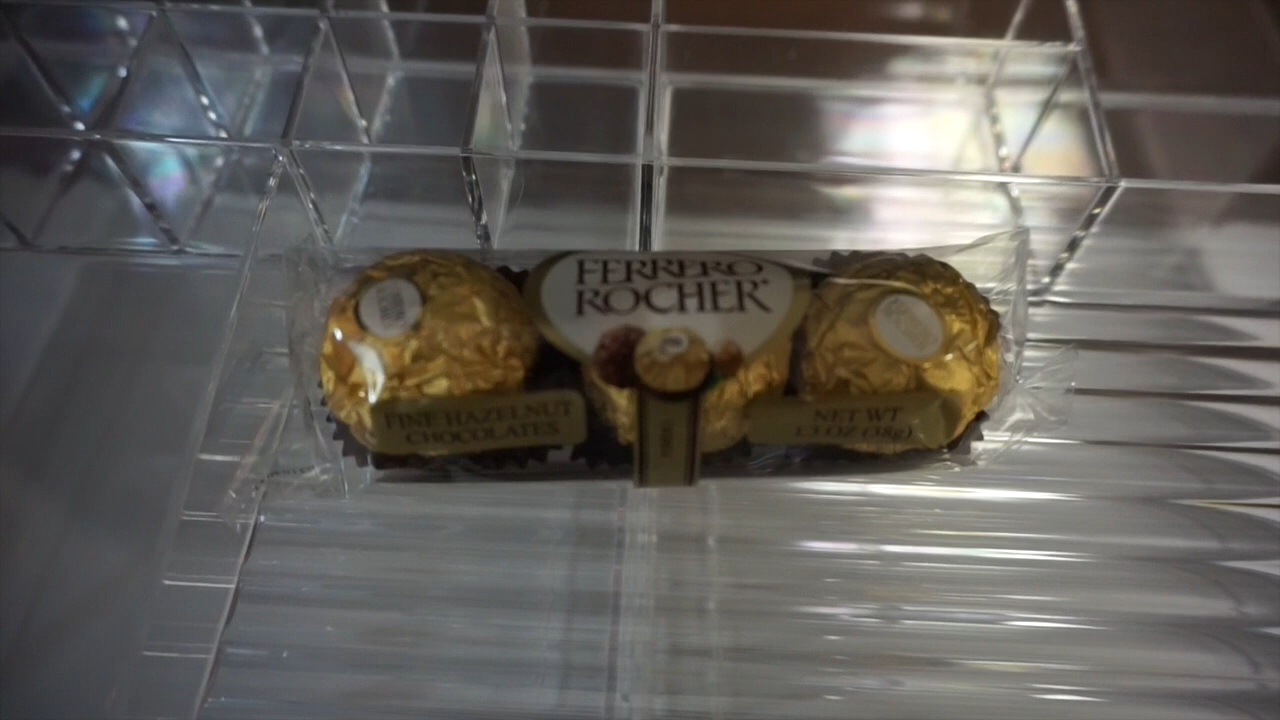 FERRERO
ROCHER
FINE HAZELNUT
CHOCOLATES
NET WT
1.3 OZ (38g)